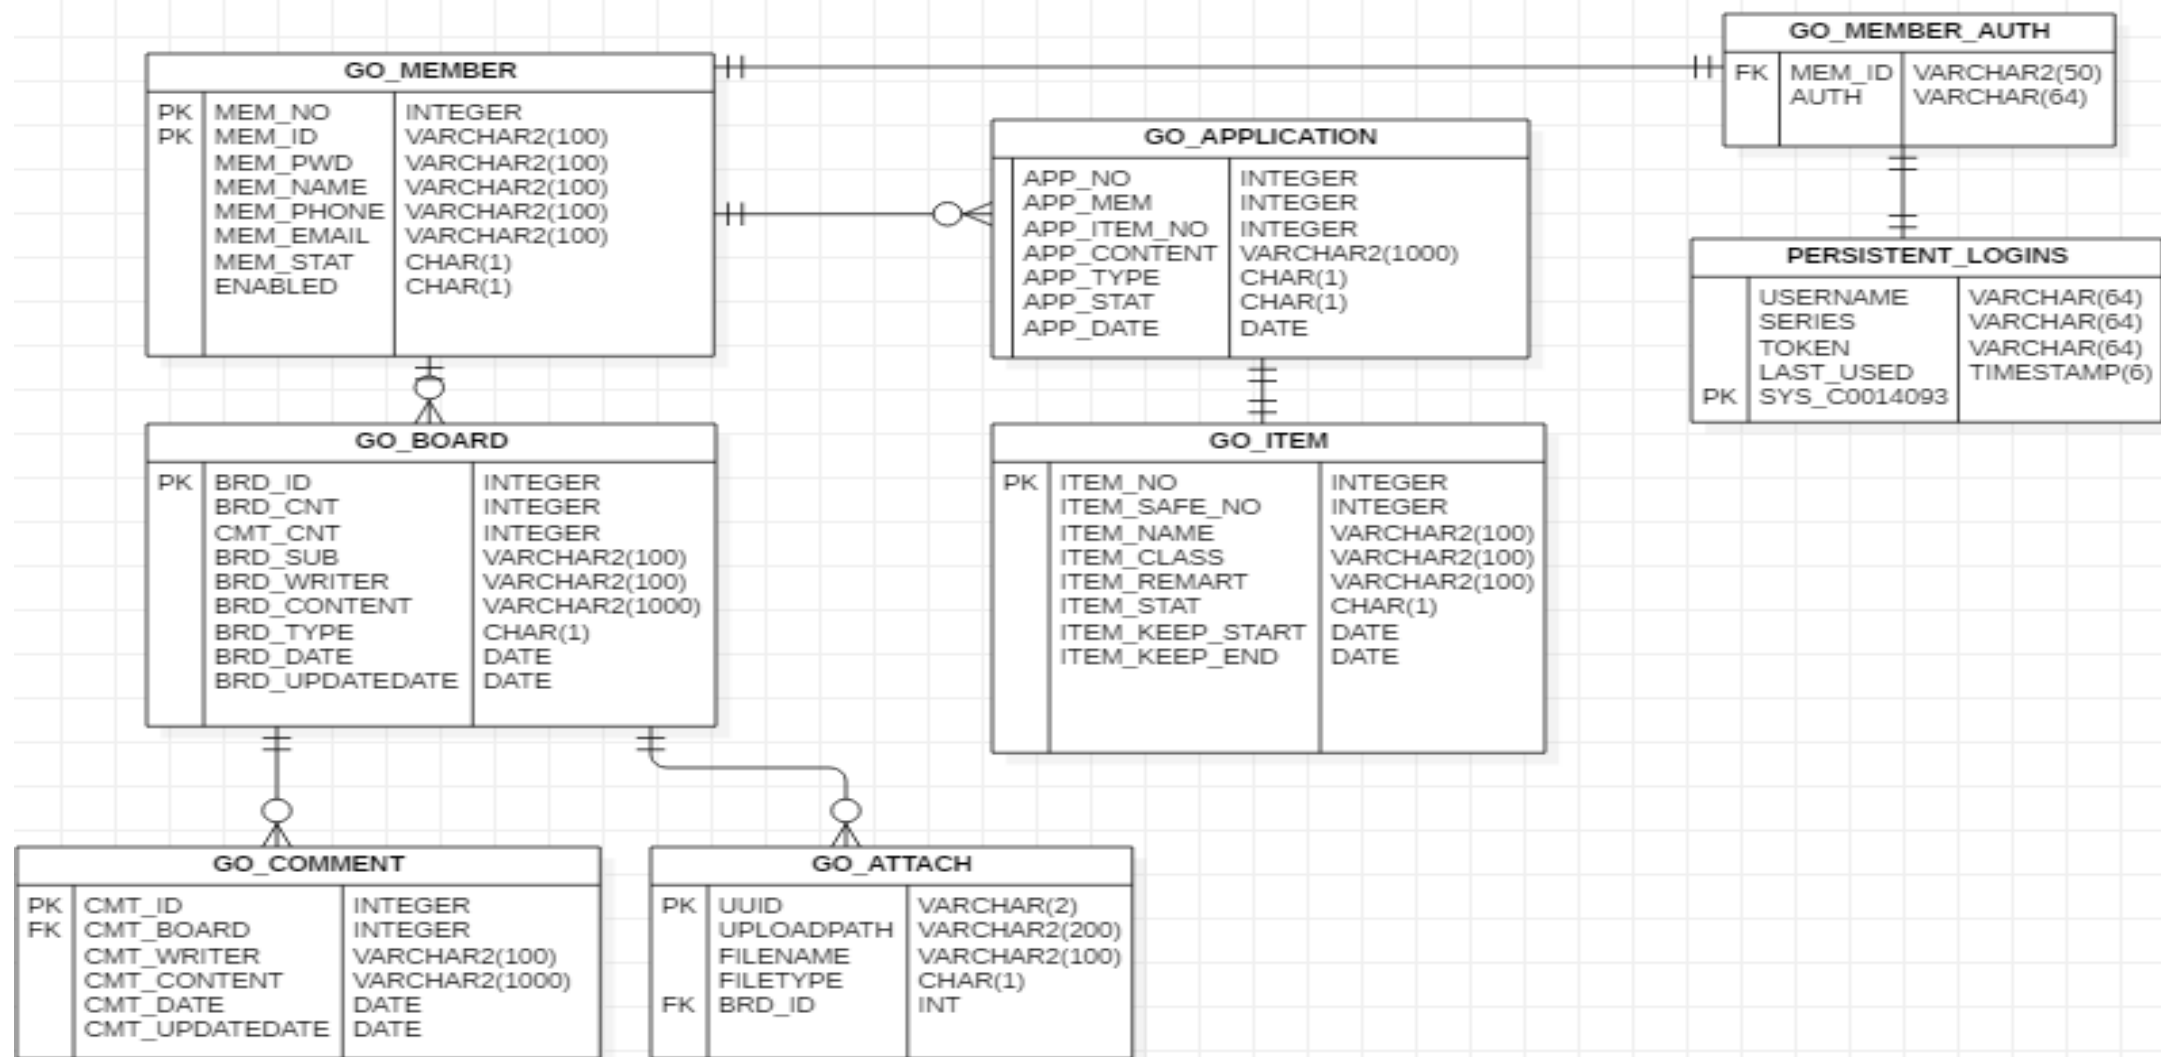 GO_MEMBER
PK MEM_NO INTEGER
PK MEM_ID VARCHAR2(100)
MEM_PWD VARCHAR2(100)
MEM_NAME VARCHAR2(100)
MEM_PHONE VARCHAR2(100)
MEM_EMAIL VARCHAR2(100)
MEM_STAT CHAR(1)
ENABLED CHAR(1)
GO_APPLICATION
APP_NO INTEGER
APP_MEM INTEGER
APP_ITEM_NO INTEGER
APP_CONTENT VARCHAR2(1000)
APP_TYPE CHAR(1)
APP_STAT CHAR(1)
APP_DATE DATE
GO_MEMBER_AUTH
FK MEM_ID VARCHAR2(50)
AUTH VARCHAR(64)
PERSISTENT_LOGINS
USERNAME VARCHAR(64)
SERIES VARCHAR(64)
TOKEN VARCHAR(64)
LAST_USED TIMESTAMP(6)
PK SYS_C0014093
GO_BOARD
PK BRD_ID INTEGER
BRD_CNT INTEGER
CMT_CNT INTEGER
BRD_SUB VARCHAR2(100)
BRD_WRITER VARCHAR2(100)
BRD_CONTENT VARCHAR2(1000)
BRD_TYPE CHAR(1)
BRD_DATE DATE
BRD_UPDATEDATE DATE
GO_ITEM
PK ITEM_NO INTEGER
ITEM_SAFE_NO INTEGER
ITEM_NAME VARCHAR2(100)
ITEM_CLASS VARCHAR2(100)
ITEM_REMART VARCHAR2(100)
ITEM_STAT CHAR(1)
ITEM_KEEP_START DATE
ITEM_KEEP_END DATE
GO_COMMENT
PK CMT_ID INTEGER
FK CMT_BOARD INTEGER
CMT_WRITER VARCHAR2(100)
CMT_CONTENT VARCHAR2(1000)
CMT_DATE DATE
CMT_UPDATEDATE DATE
GO_ATTACH
PK UUID VARCHAR(2)
UPLOADPATH VARCHAR2(200)
FILENAME VARCHAR2(100)
FILETYPE CHAR(1)
FK BRD_ID INT